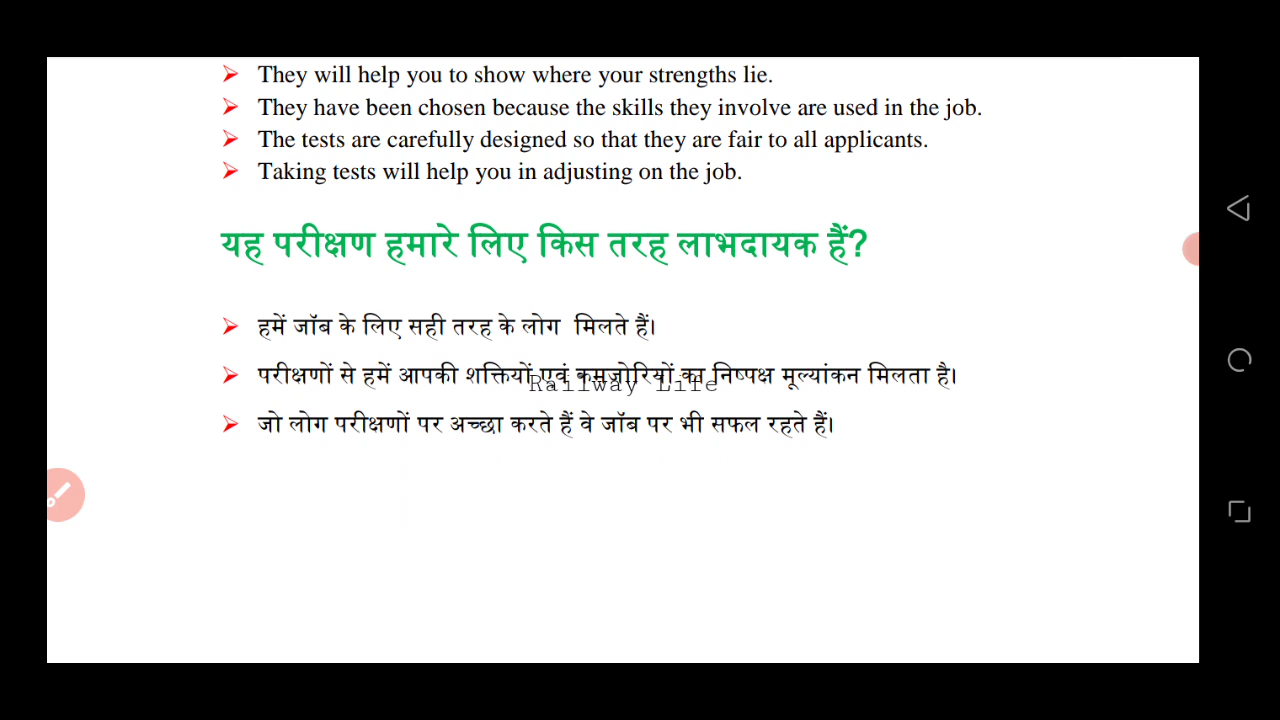 They will help you to show where your strengths lie.
They have been chosen because the skills they involve are used in the job.
The tests are carefully designed so that they are fair to all applicants.
Taking tests will help you in adjusting on the job.
यह परीक्षण हमारे लिए किस तरह लाभदायक हैं?
हमें जॉब के लिए सही तरह के लोग मिलते हैं।
परीक्षणों से हमें आपकी शक्तियों एवं कमजोरियों का निष्पक्ष मूल्यांकन मिलता है।
Railway Life
जो लोग परीक्षणों पर अच्छा करते हैं वे जॉब पर भी सफल रहते हैं।